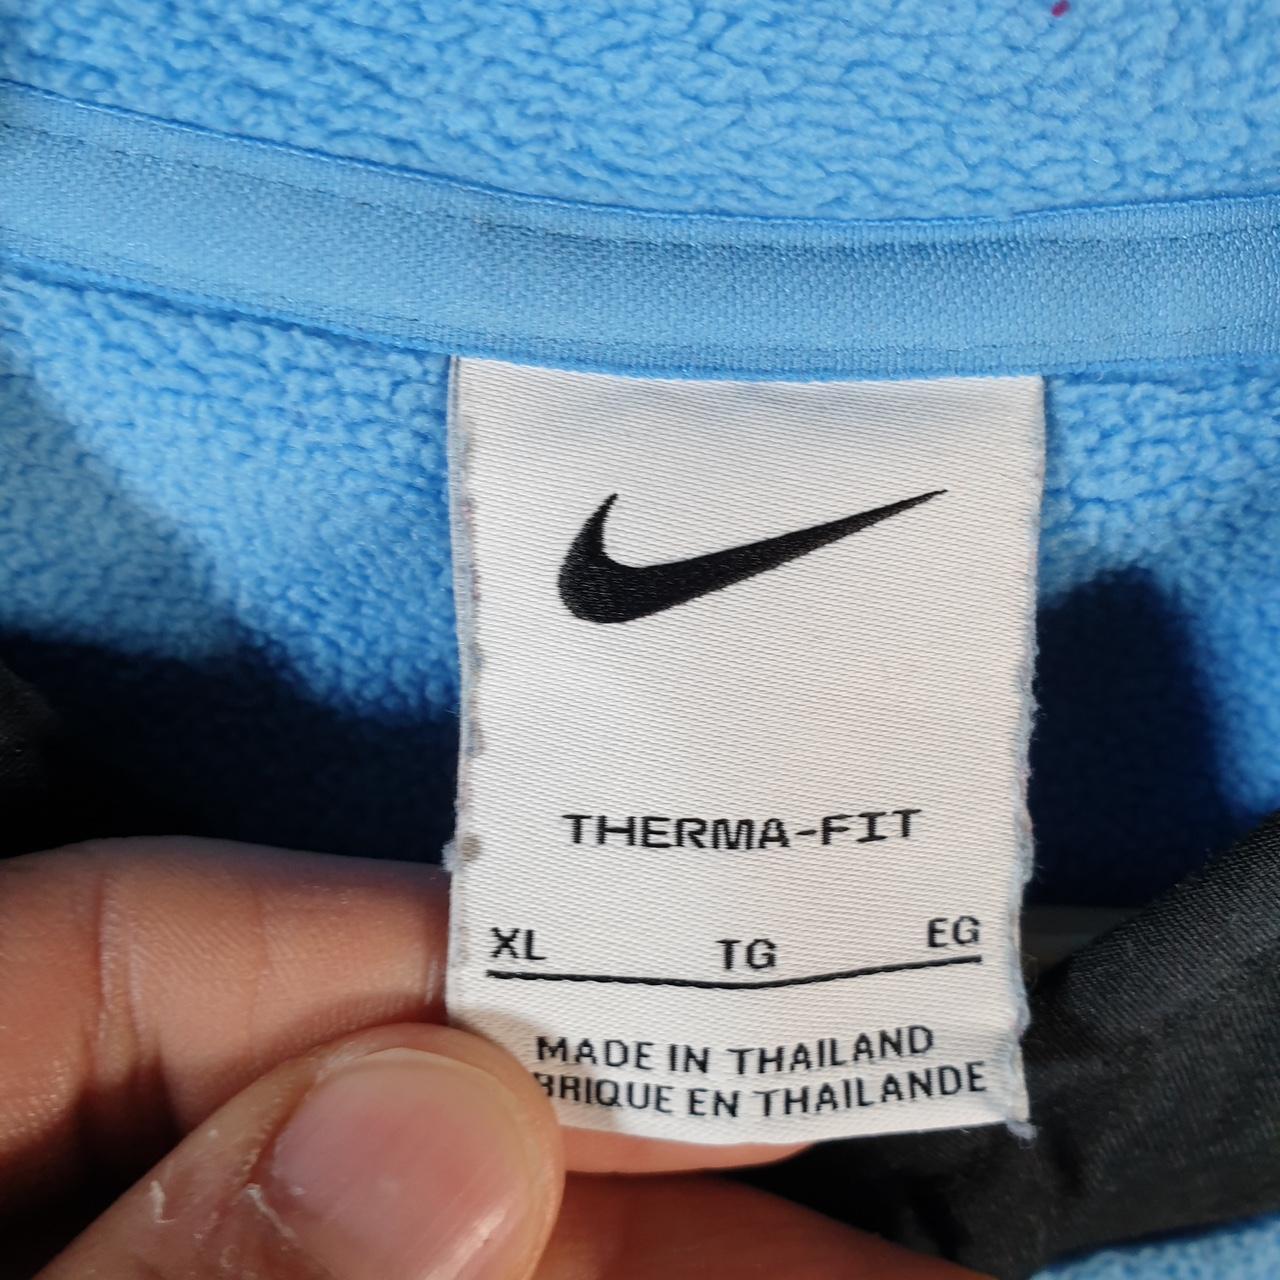 THERMA-FIT
XL TG EG
MADE IN THAILAND
BRIQUE EN THAILANDE